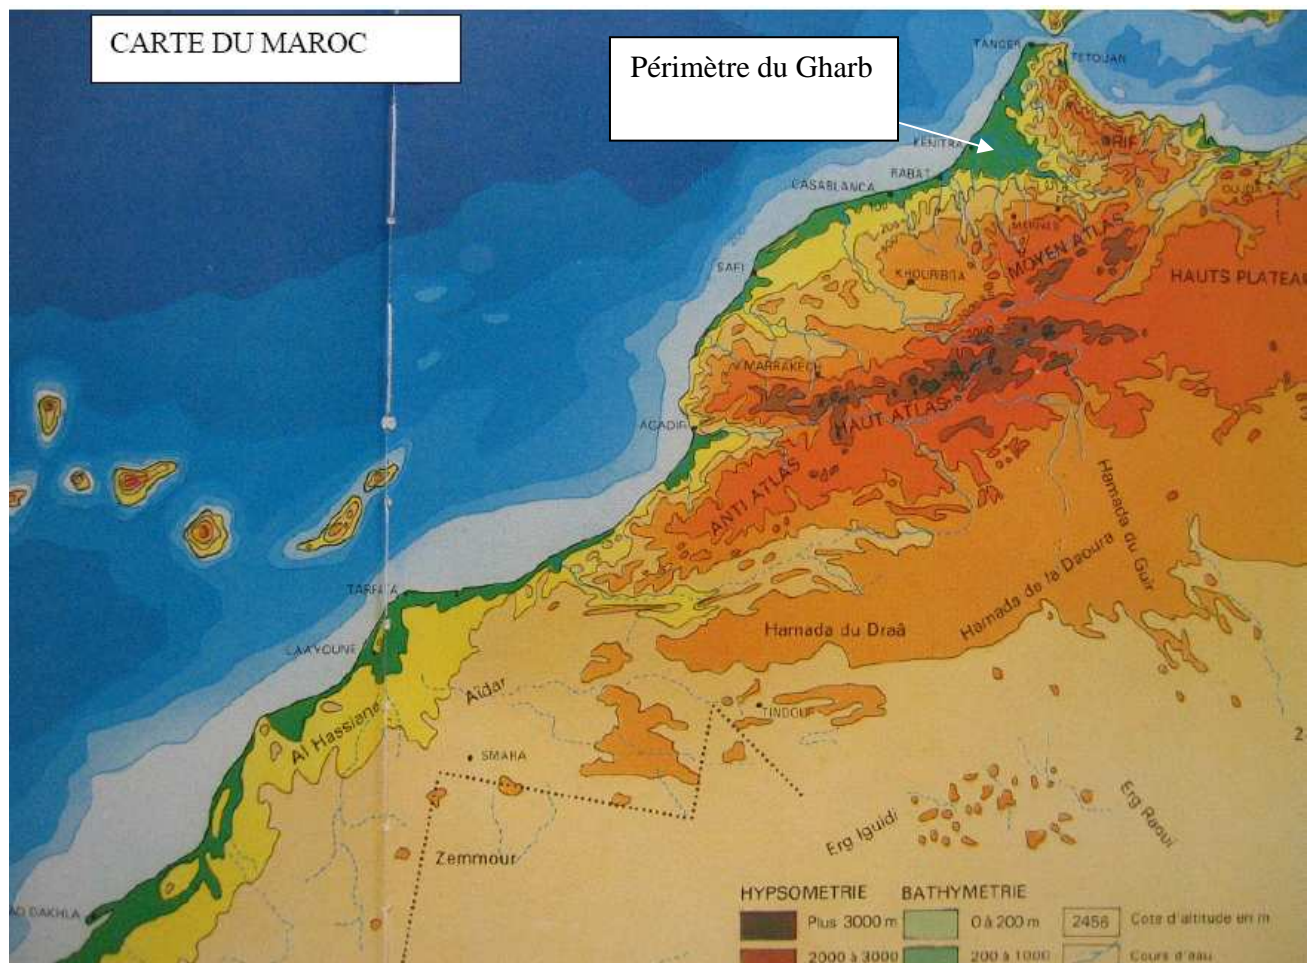 CARTE DU MAROC
Périmètre du Gharb
TANGER
TETOUAN
KENITRA
RIF
RABAT
CASABLANCA
OUJDA
MEKNES
MOYEN ATLAS
SAFI
KHOURIBGA
HAUTS PLATEAU
MARRAKECH
HAUT ATLAS
AGADIR
ANTI ATLAS
Hamada du Guir
Hamada de la Daoura
TARFAYA
Hamada du Draâ
LAAYOUNE
Aïdar
TINDOUF
Al Hassiane
SMARA
Erg Raoui
Erg Iguidi
Zemmour
HYPSOMETRIE BATHYMETRIE
DAKHLA
Plus 3000 m 0 à 200 m 2456 Cote d'altitude en m
2000 à 3000 200 à 1000 Cours d'eau